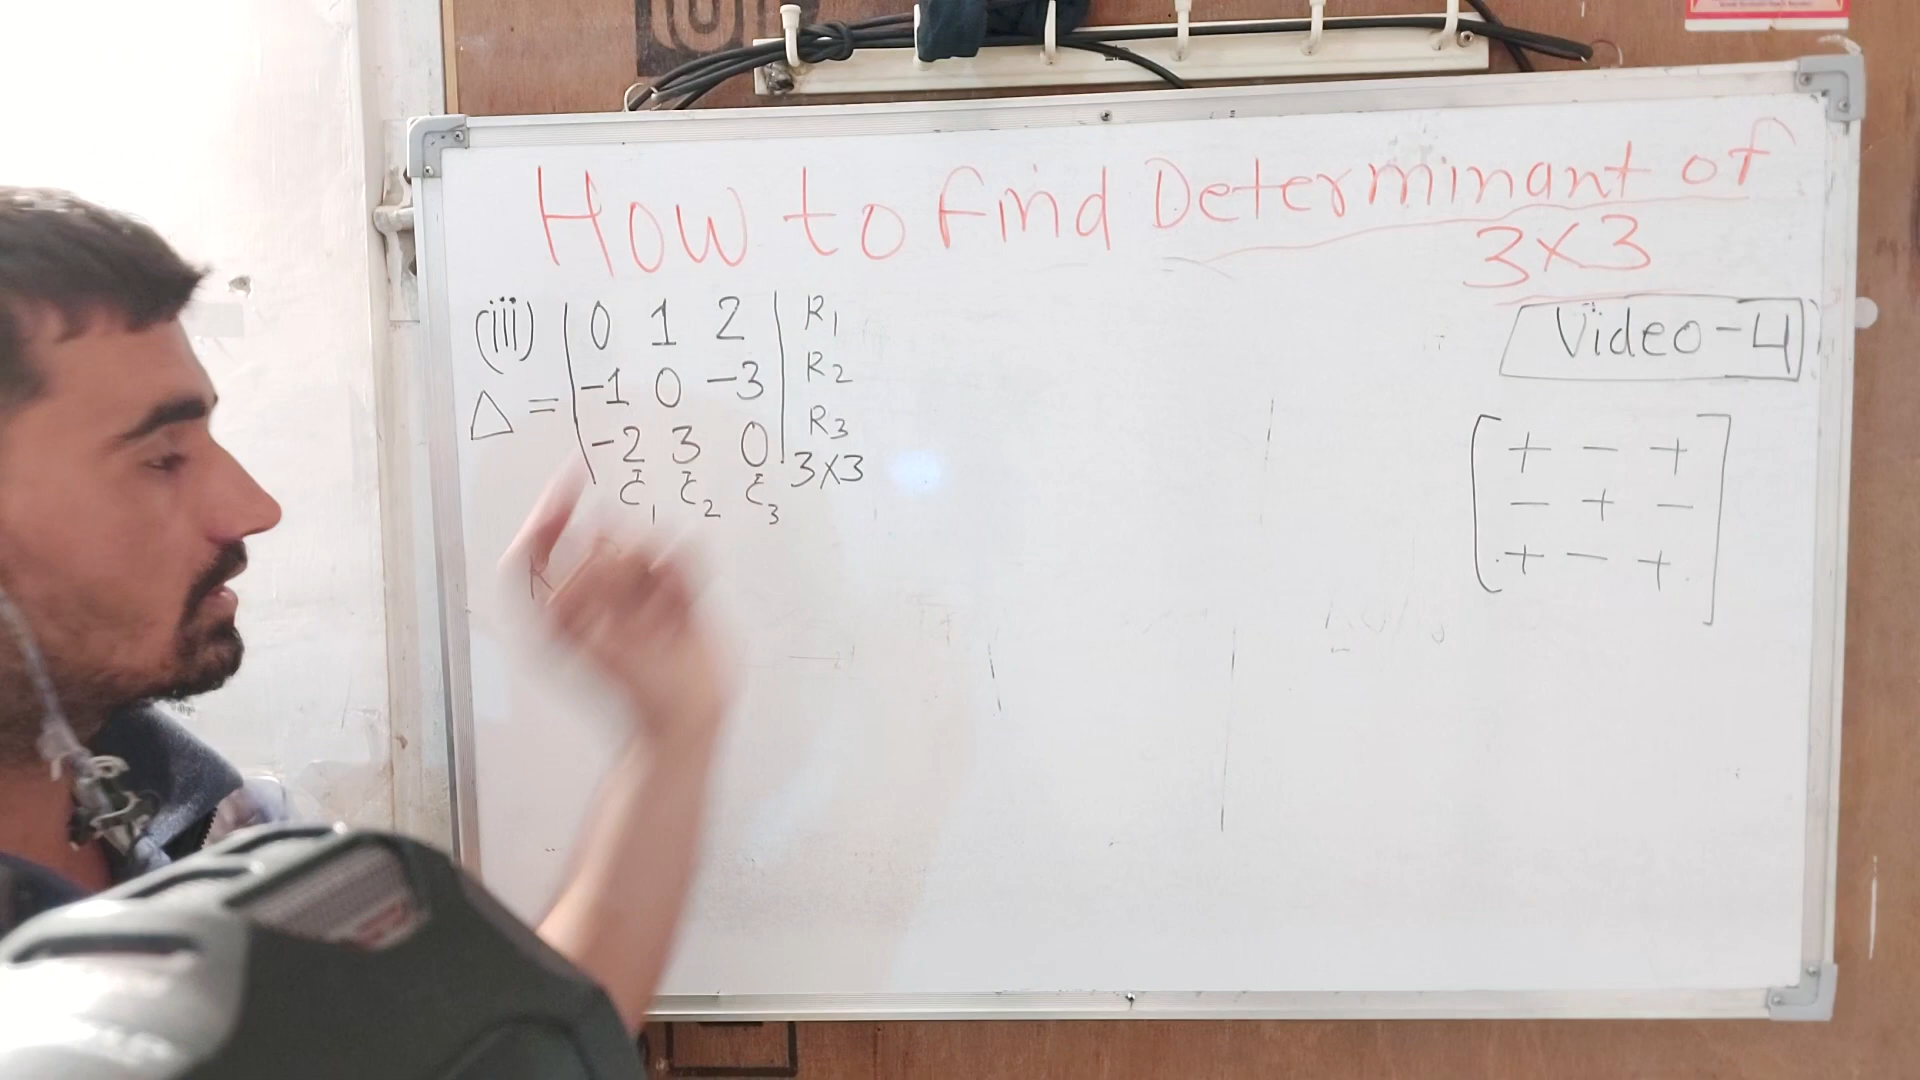 How to find Determinant of
3×3
Video-4
(iii) | 0 1 2 | R1
Δ = | -1 0 -3 | R2
| -2 3 0 | R3
3×3
C1 C2 C3
R
[ + - +
- + -
+ - + ]